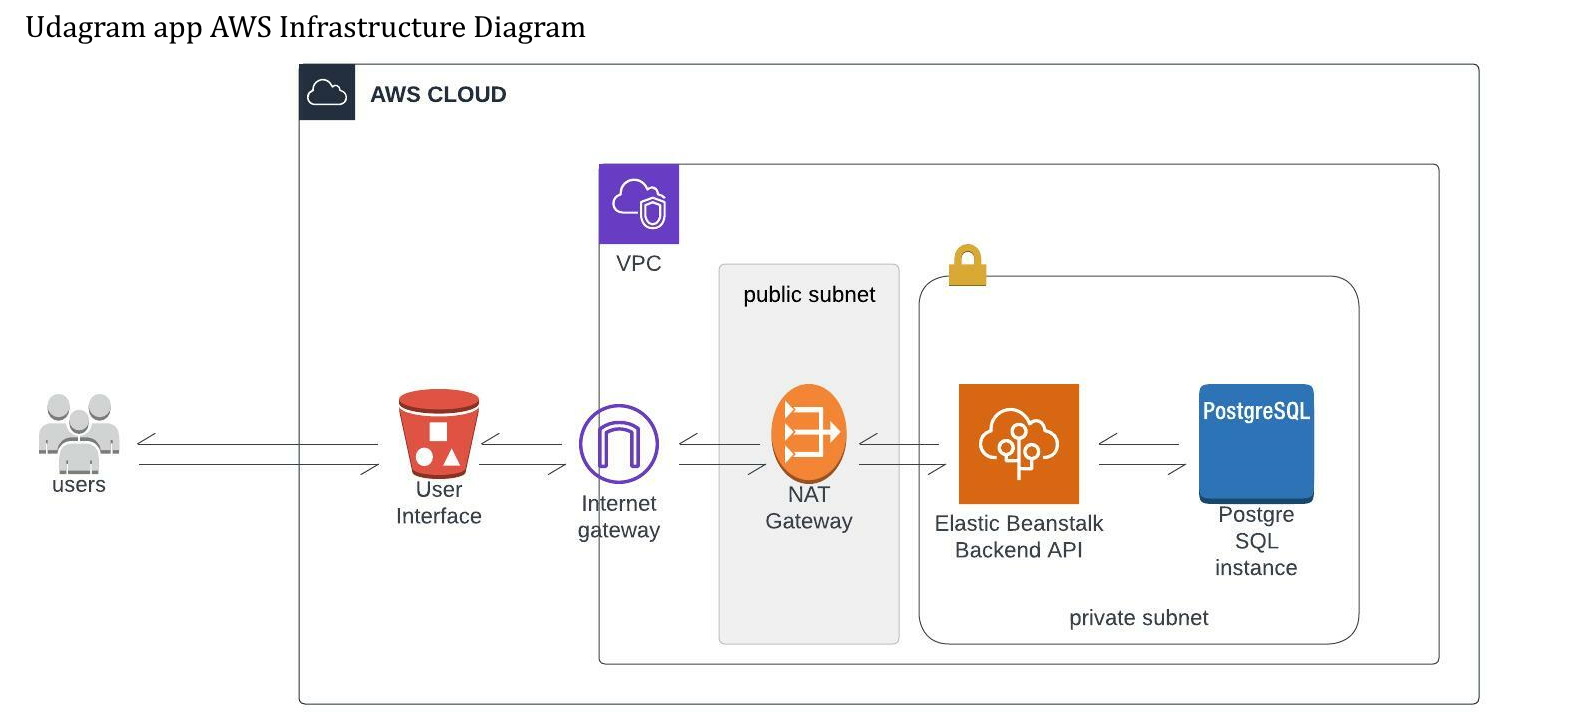 Udagram app AWS Infrastructure Diagram
AWS CLOUD
VPC
public subnet
users
User
Interface
Internet
gateway
NAT
Gateway
Elastic Beanstalk
Backend API
PostgreSQL
Postgre
SQL
instance
private subnet